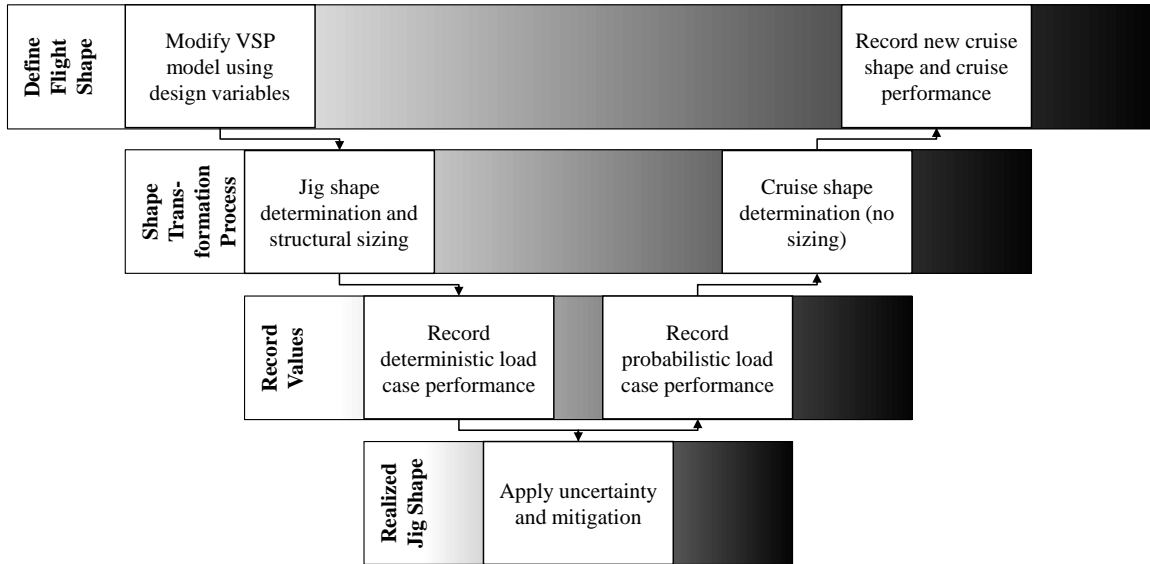 Define
Flight
Shape
Modify VSP
model using
design variables
Record new cruise
shape and cruise
performance
Shape
Trans-
formation
Process
Jig shape
determination and
structural sizing
Cruise shape
determination (no
sizing)
Record
Values
Record
deterministic load
case performance
Record
probabilistic load
case performance
Realized
Jig Shape
Apply uncertainty
and mitigation